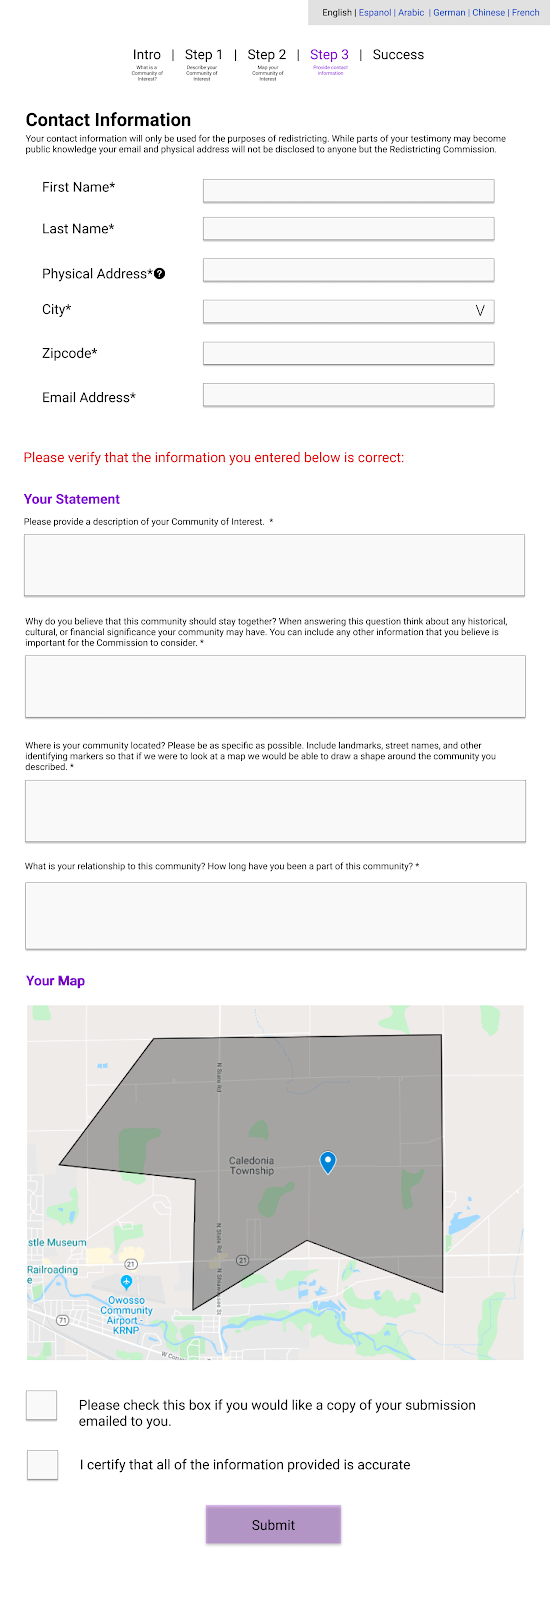 English | Espanol | Arabic | German | Chinese | French
Intro | Step 1 | Step 2 | Step 3 | Success
What is a Community of Interest?
Describe your Community of Interest
Map your Community of Interest
Provide contact information
Contact Information
Your contact information will only be used for the purposes of redistricting. While parts of your testimony may become
public knowledge your email and physical address will not be disclosed to anyone but the Redistricting Commission.
First Name*
Last Name*
Physical Address*?
City*
V
Zipcode*
Email Address*
Please verify that the information you entered below is correct:
Your Statement
Please provide a description of your Community of Interest. *
Why do you believe that this community should stay together? When answering this question think about any historical,
cultural, or financial significance your community may have. You can include any other information that you believe is
important for the Commission to consider. *
Where is your community located? Please be as specific as possible. Include landmarks, street names, and other
identifying markers so that if we were to look at a map we would be able to draw a shape around the community you
described. *
What is your relationship to this community? How long have you been a part of this community? *
Your Map
N State Rd
Caledonia
Township
N State Rd
stle Museum
21
21
Railroading
e
N Shiawassee St
Owosso
Community
Airport -
KRNP
71
W Cor
Please check this box if you would like a copy of your submission
emailed to you.
I certify that all of the information provided is accurate
Submit